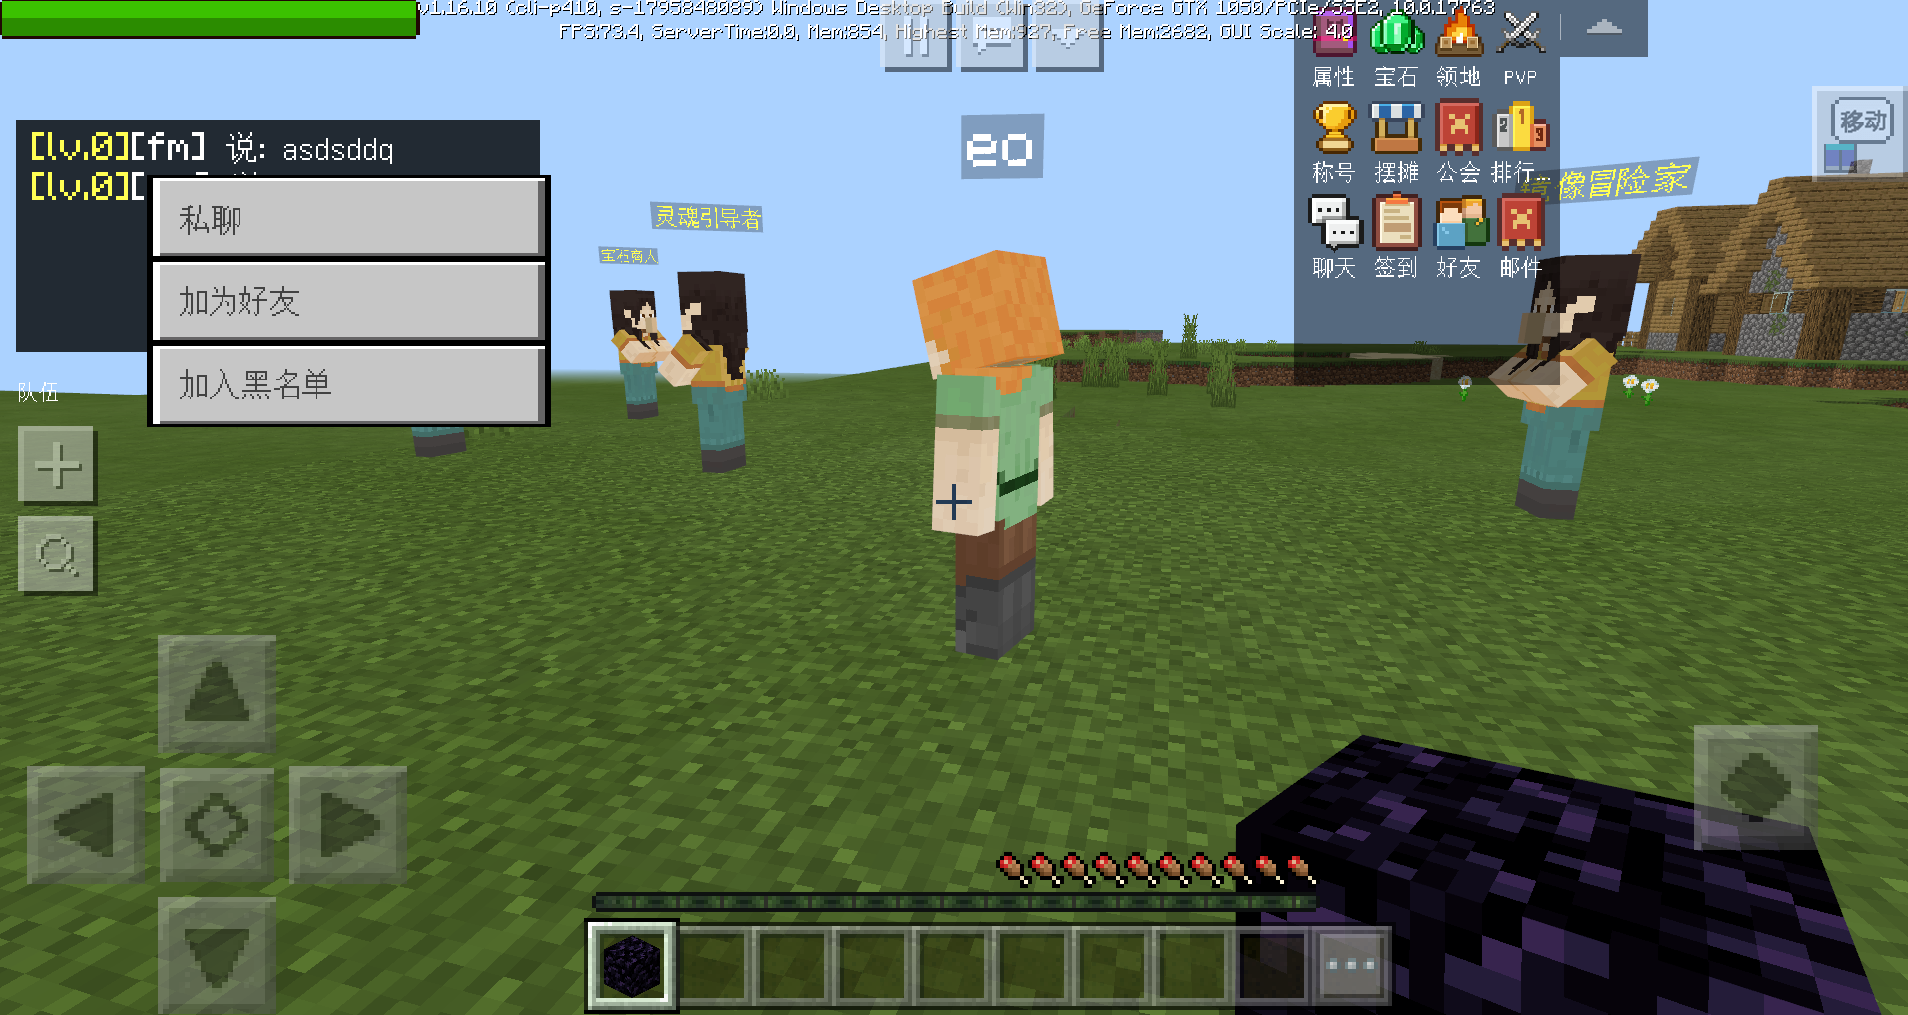 v1.16.10 (cli-p410, s-1795848089) Windows Desktop Build (Win32), GeForce GTX 1050/PCIe/SSE2, 10.0.17763
FPS:73.4, ServerTime:0.0, Mem:854, Highest Mem:927, Free Mem:2682, GUI Scale: 4.0
属性 宝石 领地 PVP
移动
[lv.0][fm] 说: asdsddq
eo
称号 摆摊 公会 排行...
镜像冒险家
[lv.0][
私聊
灵魂引导者
宝石商人
聊天 签到 好友 邮件
加为好友
加入黑名单
队伍